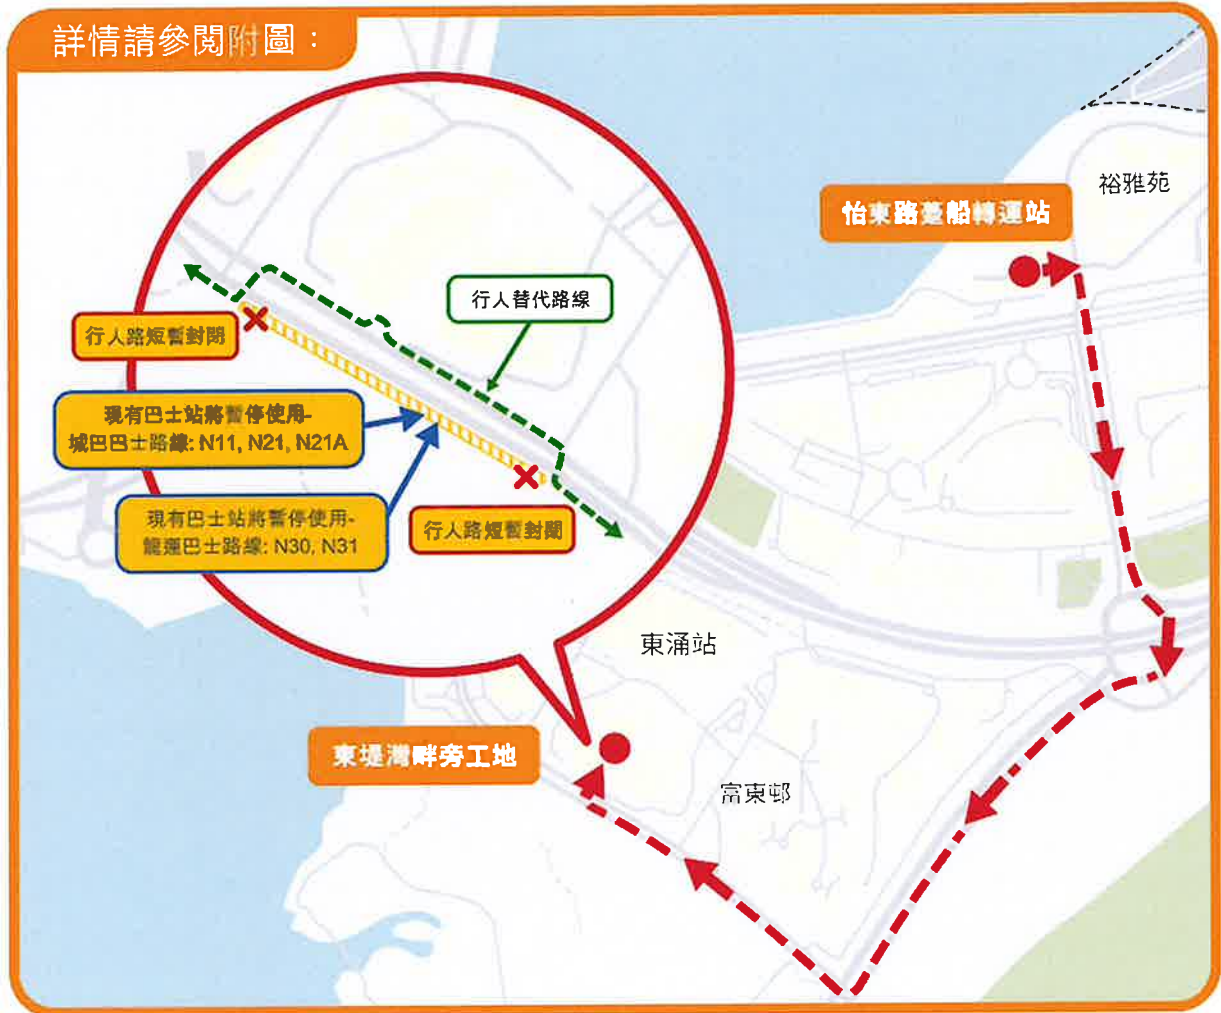 詳情請參閱附圖：
裕雅苑
怡東路躉船轉運站
行人替代路線
行人路短暫封閉
現有巴士站將暫停使用-
城巴巴士路線: N11, N21, N21A
現有巴士站將暫停使用-
龍運巴士路線: N30, N31
行人路短暫封閉
東涌站
東堤灣畔旁工地
富東邨